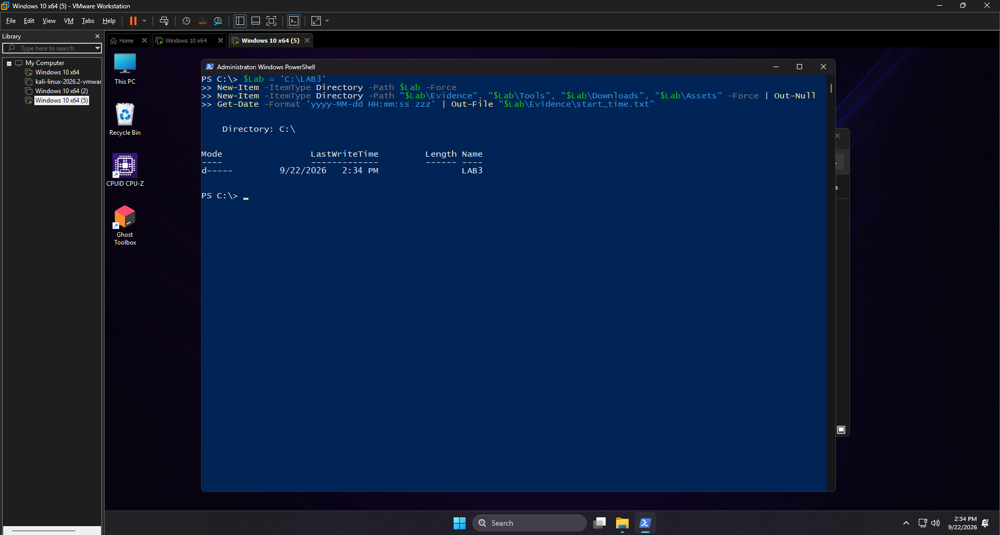 Windows 10 x64 (5) - VMware Workstation
File Edit View VM Tabs Help
Library
Type here to search
My Computer
Windows 10 x64
kali-linux-2026.2-vmwar
Windows 10 x64 (2)
Windows 10 x64 (5)
Home
Windows 10 x64
Windows 10 x64 (5)
This PC
Recycle Bin
CPUID CPU-Z
Ghost
Toolbox
Administrator: Windows PowerShell
PS C:\> $Lab = 'C:\LAB3'
>> New-Item -ItemType Directory -Path $Lab -Force
>> New-Item -ItemType Directory -Path "$Lab\Evidence", "$Lab\Tools", "$Lab\Downloads", "$Lab\Assets" -Force | Out-Null
>> Get-Date -Format 'yyyy-MM-dd HH:mm:ss zzz' | Out-File "$Lab\Evidence\start_time.txt"
Directory: C:\
Mode LastWriteTime Length Name
---- ------------- ------ ----
d----- 9/22/2026 2:34 PM LAB3
PS C:\>
s
Search
2:34 PM
9/22/2026